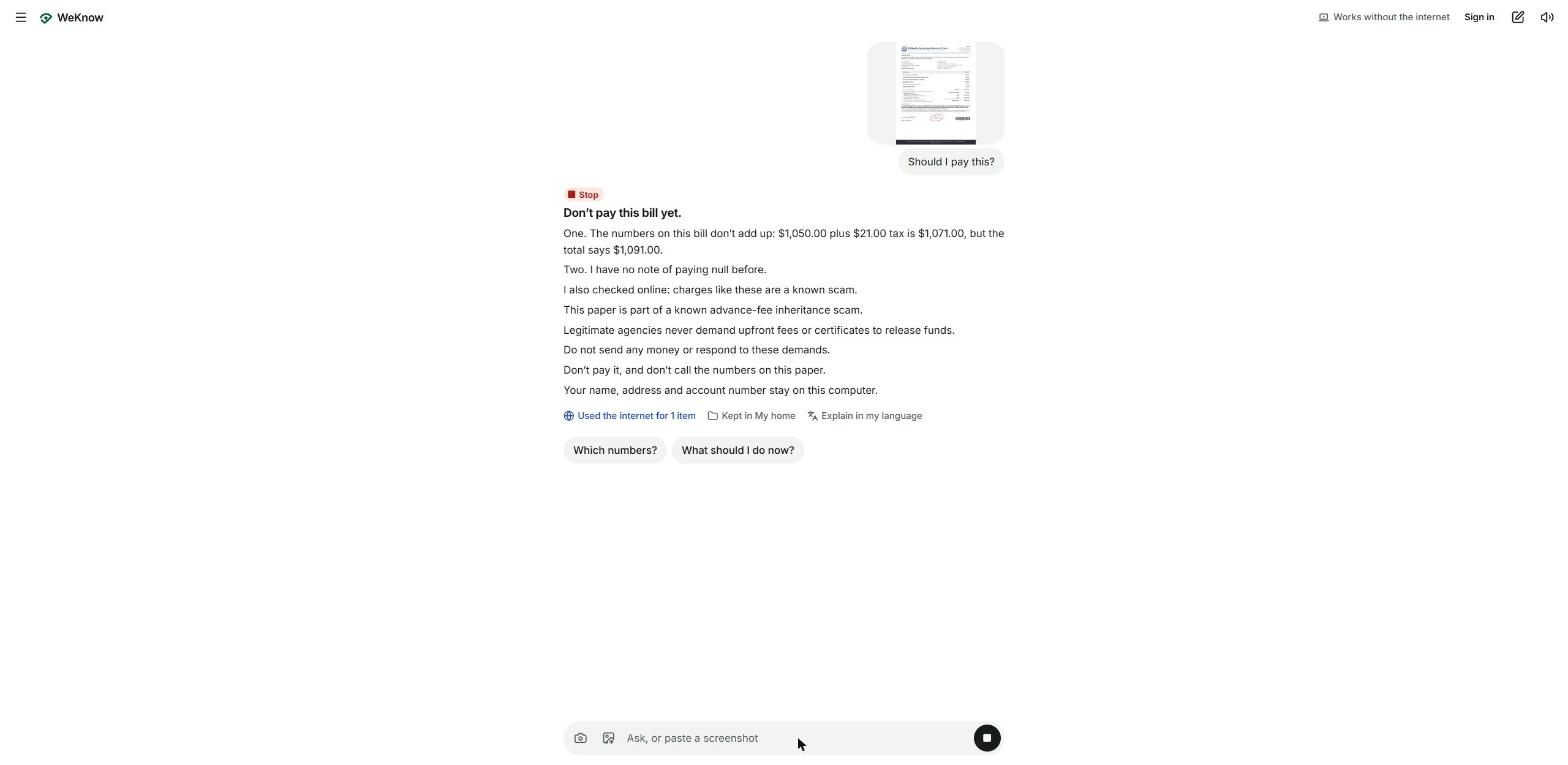 WeKnow
Works without the internet
Sign in
Should I pay this?
Stop
Don’t pay this bill yet.
One. The numbers on this bill don’t add up: $1,050.00 plus $21.00 tax is $1,071.00, but the
total says $1,091.00.
Two. I have no note of paying null before.
I also checked online: charges like these are a known scam.
This paper is part of a known advance-fee inheritance scam.
Legitimate agencies never demand upfront fees or certificates to release funds.
Do not send any money or respond to these demands.
Don’t pay it, and don’t call the numbers on this paper.
Your name, address and account number stay on this computer.
Used the internet for 1 item
Kept in My home
Explain in my language
Which numbers?
What should I do now?
Ask, or paste a screenshot